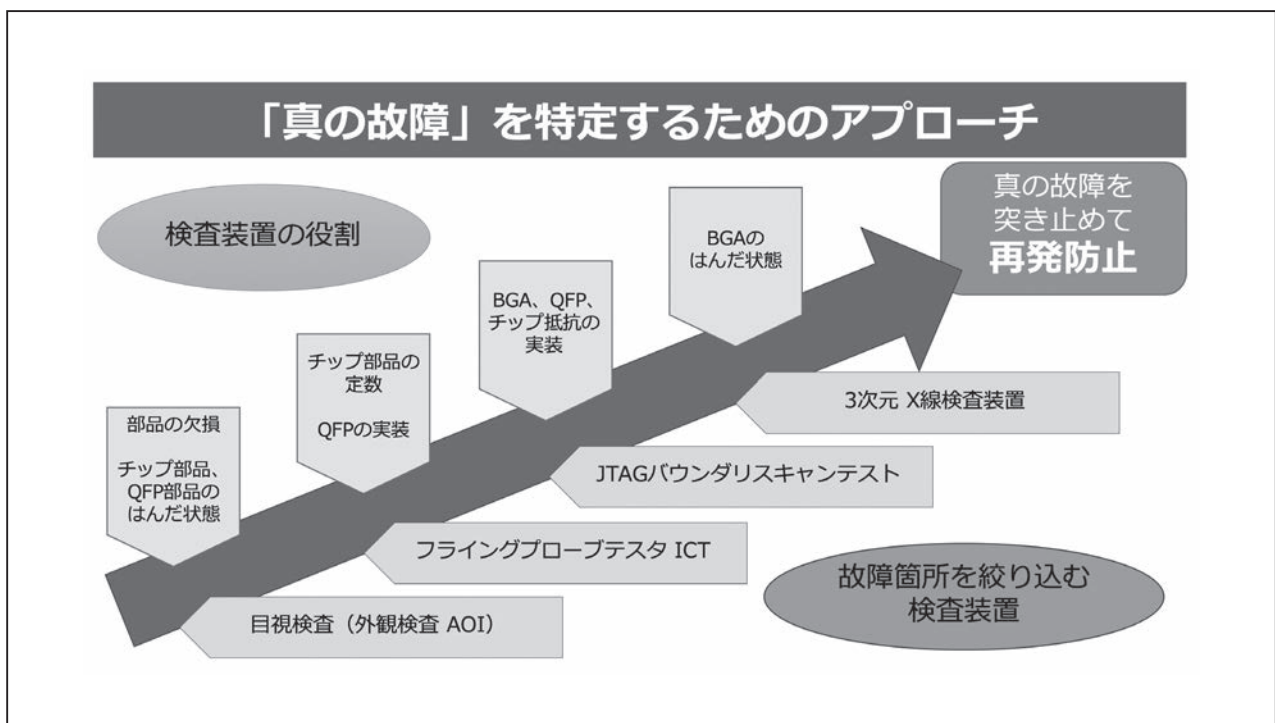 「真の故障」を特定するためのアプローチ
検査装置の役割
真の故障を
突き止めて
再発防止
BGAの
はんだ状態
BGA、QFP、
チップ抵抗の
実装
チップ部品の
定数
QFPの実装
部品の欠損
チップ部品、
QFP部品の
はんだ状態
3次元 X線検査装置
JTAGバウンダリスキャンテスト
フライングプローブテスタ ICT
目視検査（外観検査 AOI）
故障箇所を絞り込む
検査装置